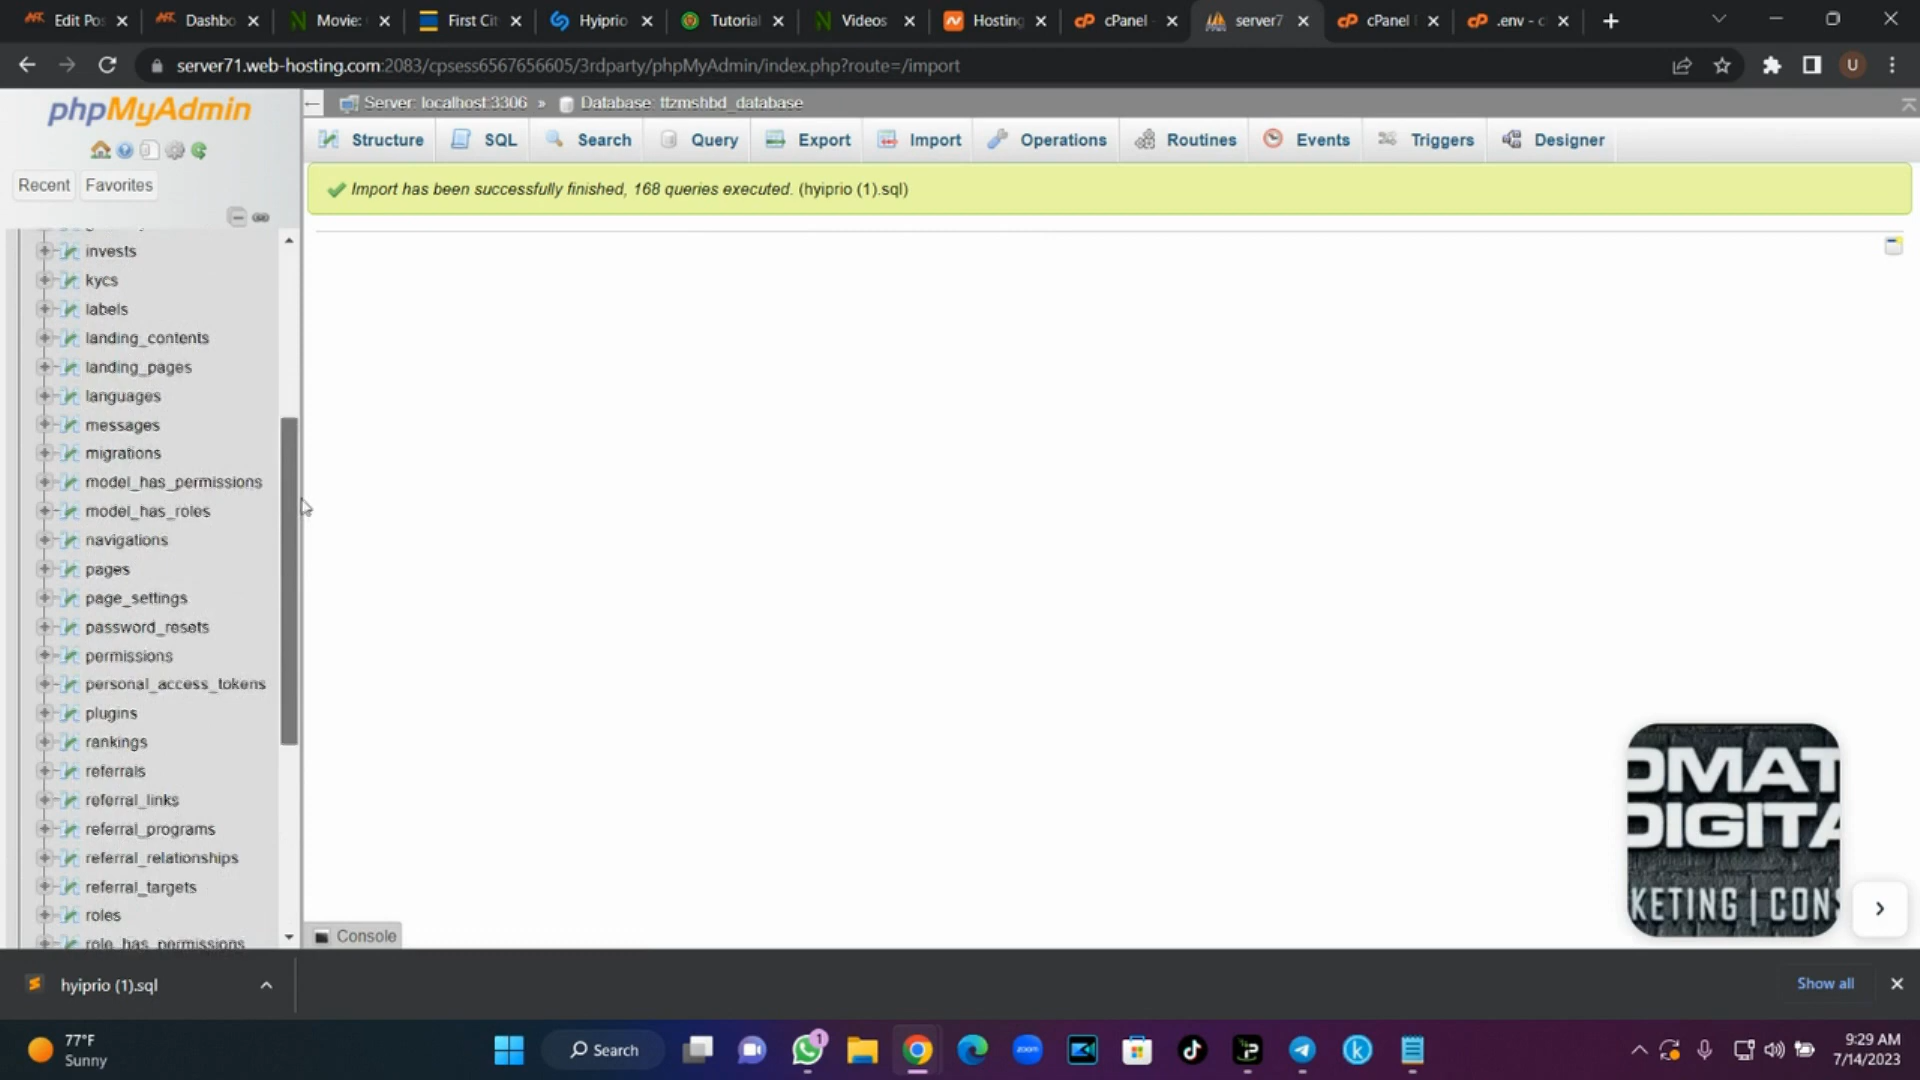 Edit Pos
Dashbo
Movie:
First Cit
Hyiprio
Tutorial
Videos
Hosting
cPanel
server7
cPanel
.env - c
server71.web-hosting.com:2083/cpsess6567656605/3rdparty/phpMyAdmin/index.php?route=/import
U
phpMyAdmin
Server: localhost:3306 » Database: ttzmshbd_database
Structure
SQL
Search
Query
Export
Import
Operations
Routines
Events
Triggers
Designer
Recent
Favorites
Import has been successfully finished, 168 queries executed. (hyiprio (1).sql)
invests
kycs
labels
landing_contents
landing_pages
languages
messages
migrations
model_has_permissions
model_has_roles
navigations
pages
page_settings
password_resets
permissions
personal_access_tokens
plugins
rankings
referrals
referral_links
referral_programs
referral_relationships
referral_targets
roles
role_has_permissions
Console
OMAT
DIGITA
KETING | CONS
hyiprio (1).sql
Show all
77°F
Sunny
Search
1
zoom
9:29 AM
7/14/2023